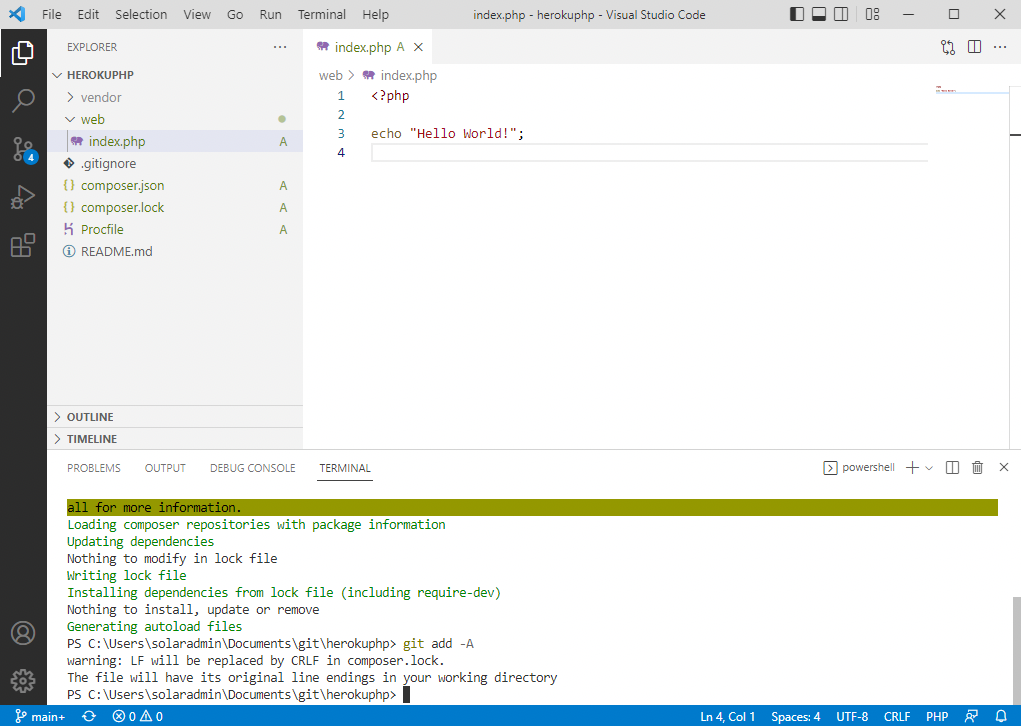 File Edit Selection View Go Run Terminal Help index.php - herokuphp - Visual Studio Code
EXPLORER
HEROKUPHP
vendor
web
index.php A
.gitignore
{} composer.json A
{} composer.lock A
Procfile A
README.md
OUTLINE
TIMELINE
4
index.php A
web > index.php
1 <?php
2
3 echo "Hello World!";
4
PROBLEMS OUTPUT DEBUG CONSOLE TERMINAL powershell
all for more information.
Loading composer repositories with package information
Updating dependencies
Nothing to modify in lock file
Writing lock file
Installing dependencies from lock file (including require-dev)
Nothing to install, update or remove
Generating autoload files
PS C:\Users\solaradmin\Documents\git\herokuphp> git add -A
warning: LF will be replaced by CRLF in composer.lock.
The file will have its original line endings in your working directory
PS C:\Users\solaradmin\Documents\git\herokuphp>
main+ 0 0 Ln 4, Col 1 Spaces: 4 UTF-8 CRLF PHP